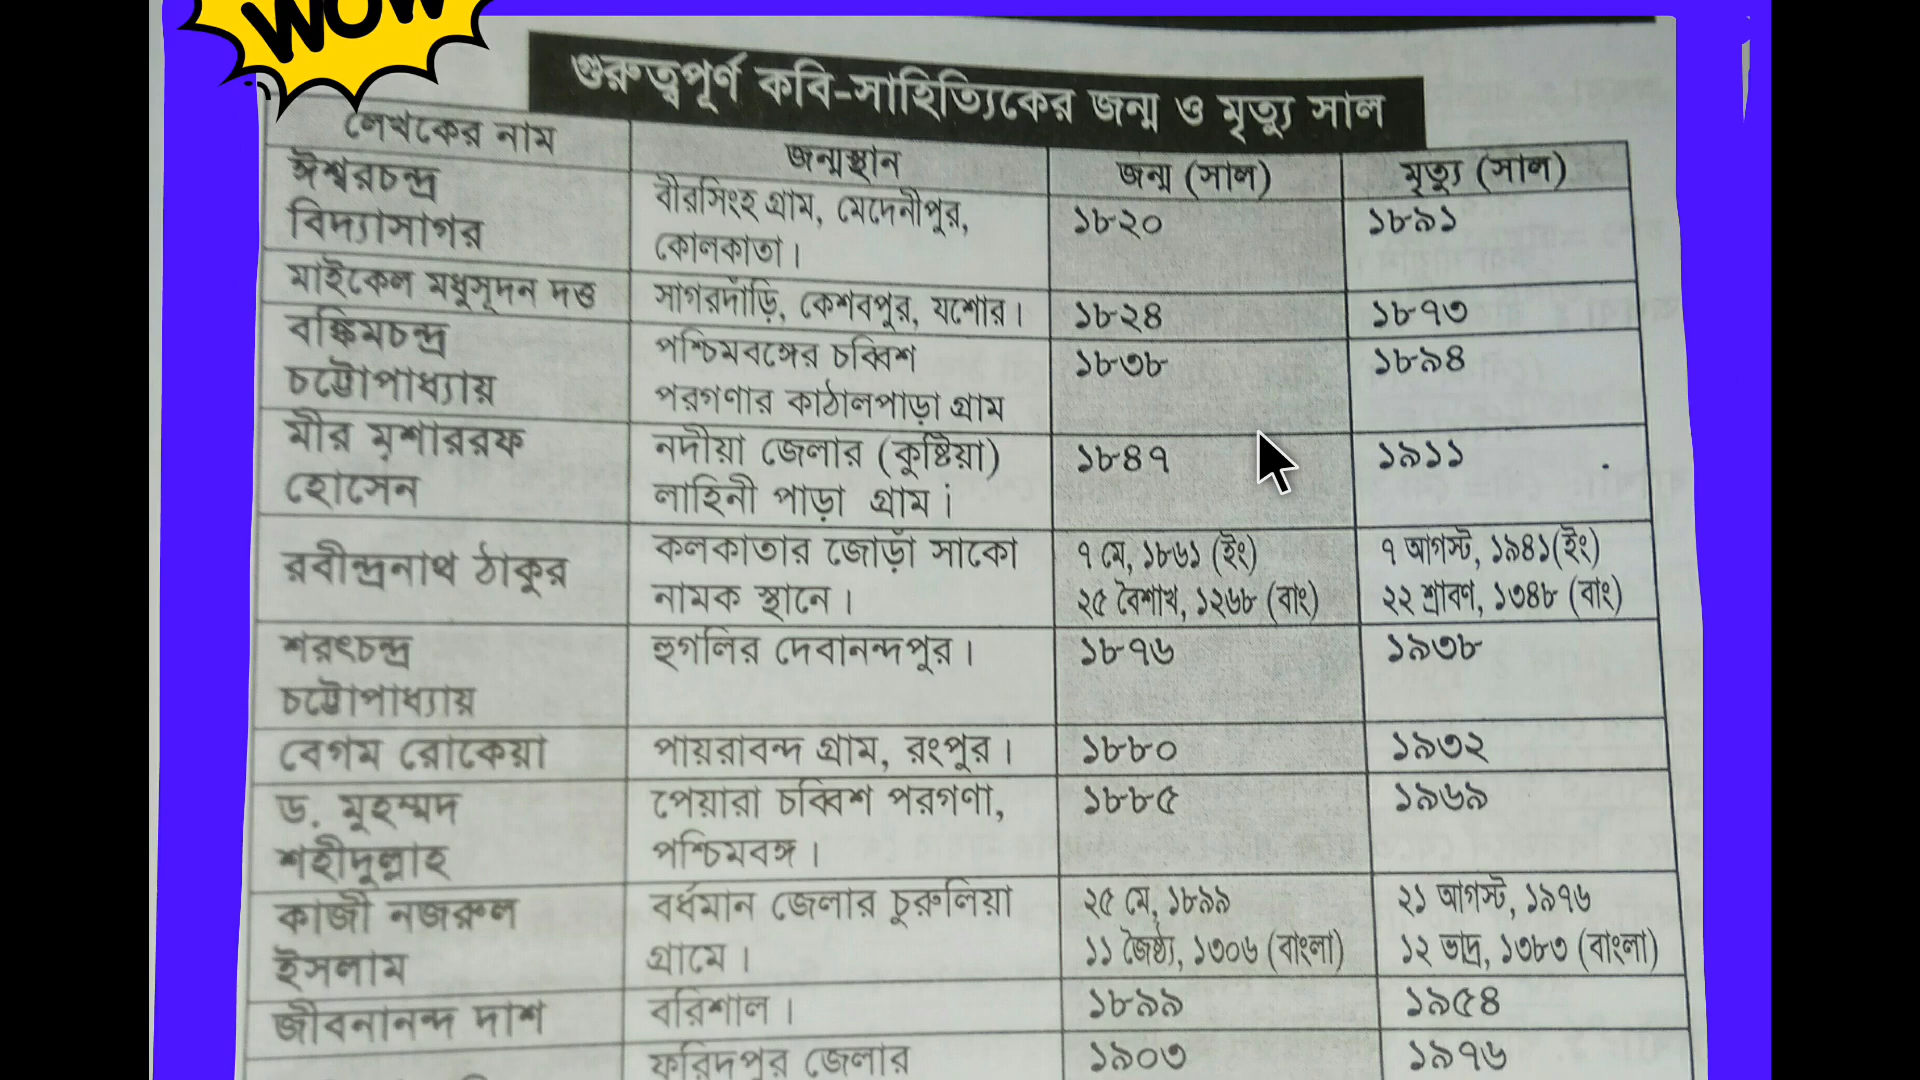 WOW
গুরুত্বপূর্ণ কবি-সাহিত্যিকের জন্ম ও মৃত্যু সাল
লেখকের নাম জন্মস্থান জন্ম (সাল) মৃত্যু (সাল)
ঈশ্বরচন্দ্র বীরসিংহ গ্রাম, মেদেনীপুর, ১৮২০ ১৮৯১
বিদ্যাসাগর কোলকাতা।
মাইকেল মধুসূদন দত্ত সাগরদাঁড়ি, কেশবপুর, যশোর। ১৮২৪ ১৮৭৩
বঙ্কিমচন্দ্র পশ্চিমবঙ্গের চব্বিশ ১৮৩৮ ১৮৯৪
চট্টোপাধ্যায় পরগণার কাঠালপাড়া গ্রাম
মীর মশাররফ নদীয়া জেলার (কুষ্টিয়া) ১৮৪৭ ১৯১১
হোসেন লাহিনী পাড়া গ্রাম।
রবীন্দ্রনাথ ঠাকুর কলকাতার জোড়াঁ সাকো ৭ মে, ১৮৬১ (ইং) ৭ আগস্ট, ১৯৪১(ইং)
নামক স্থানে। ২৫ বৈশাখ, ১২৬৮ (বাং) ২২ শ্রাবণ, ১৩৪৮ (বাং)
শরৎচন্দ্র হুগলির দেবানন্দপুর। ১৮৭৬ ১৯৩৮
চট্টোপাধ্যায়
বেগম রোকেয়া পায়রাবন্দ গ্রাম, রংপুর। ১৮৮০ ১৯৩২
ড. মুহম্মদ পেয়ারা চব্বিশ পরগণা, ১৮৮৫ ১৯৬৯
শহীদুল্লাহ পশ্চিমবঙ্গ।
কাজী নজরুল বর্ধমান জেলার চুরুলিয়া ২৫ মে, ১৮৯৯ ২১ আগস্ট, ১৯৭৬
ইসলাম গ্রামে। ১১ জৈষ্ঠ্য, ১৩০৬ (বাংলা) ১২ ভাদ্র, ১৩৮৩ (বাংলা)
জীবনানন্দ দাশ বরিশাল। ১৮৯৯ ১৯৫৪
ফরিদপুর জেলার ১৯০৩ ১৯৭৬